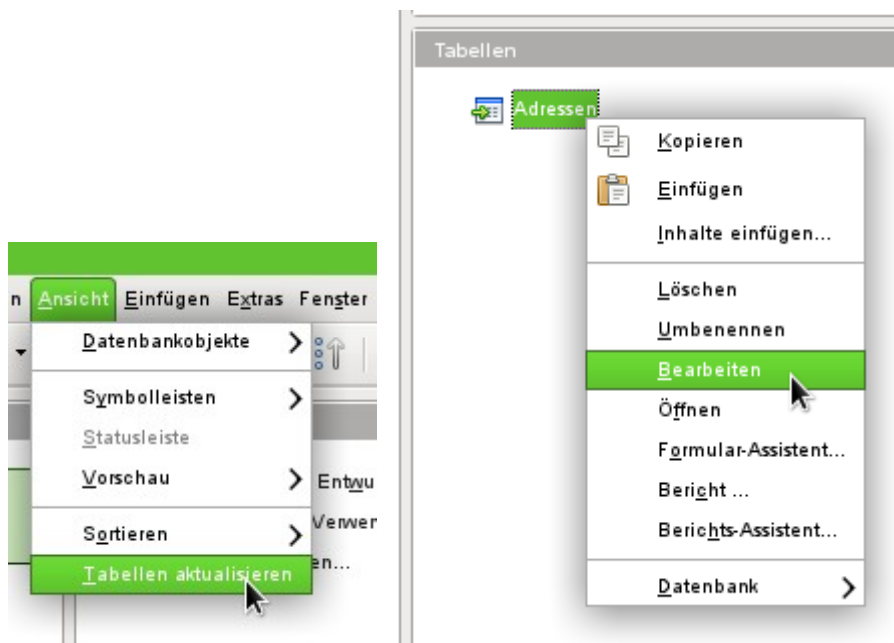 n Ansicht Einfügen Extras Fenster
Datenbankobjekte
Symbolleisten
Statusleiste
Vorschau
Entwu
Verwer
Sortieren
en...
Tabellen aktualisieren
Tabellen
Adressen
Kopieren
Einfügen
Inhalte einfügen...
Löschen
Umbenennen
Bearbeiten
Öffnen
Formular-Assistent...
Bericht ...
Berichts-Assistent...
Datenbank